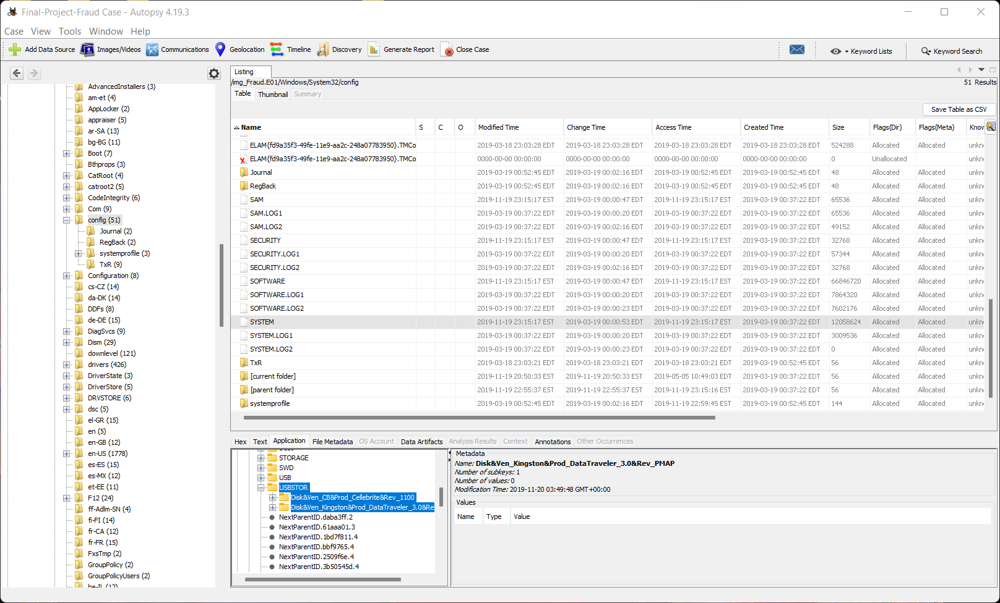 Final-Project-Fraud Case - Autopsy 4.19.3
Case View Tools Window Help
Add Data Source Images/Videos Communications Geolocation Timeline Discovery Generate Report Close Case Keyword Lists Keyword Search
AdvancedInstallers (3)
am-et (4)
AppLocker (2)
appraiser (5)
ar-SA (13)
bg-BG (11)
Boot (7)
Bthprops (3)
CatRoot (4)
catroot2 (5)
CodeIntegrity (6)
Com (9)
config (51)
Journal (2)
RegBack (2)
systemprofile (3)
TxR (9)
Configuration (8)
cs-CZ (14)
da-DK (14)
DDFs (8)
de-DE (15)
DiagSvcs (9)
Dism (29)
downlevel (121)
drivers (426)
DriverState (3)
DriverStore (5)
DRVSTORE (6)
dsc (5)
el-GR (15)
en (5)
en-GB (12)
en-US (1778)
es-ES (15)
es-MX (12)
et-EE (11)
F12 (24)
ff-Adlm-SN (4)
fi-FI (14)
fr-CA (12)
fr-FR (15)
FxsTmp (2)
GroupPolicy (2)
GroupPolicyUsers (2)
he-IL (12)
Listing
/img_Fraud.E01/Windows/System32/config 51 Results
Table Thumbnail Summary
Save Table as CSV
Name S C O Modified Time Change Time Access Time Created Time Size Flags(Dir) Flags(Meta) Know
ELAM{fd9a35f3-49fe-11e9-aa2c-248a07783950}.TMCo 2019-03-18 23:03:28 EDT 2019-03-18 23:03:28 EDT 2019-03-18 23:03:28 EDT 2019-03-18 23:03:28 EDT 524288 Allocated Allocated unkn
ELAM{fd9a35f3-49fe-11e9-aa2c-248a07783950}.TMCo 0000-00-00 00:00:00 0000-00-00 00:00:00 0000-00-00 00:00:00 0000-00-00 00:00:00 0 Unallocated unkn
Journal 2019-03-19 00:52:45 EDT 2019-03-19 00:02:16 EDT 2019-03-19 00:52:45 EDT 2019-03-19 00:52:45 EDT 48 Allocated Allocated unkn
RegBack 2019-03-19 00:52:45 EDT 2019-03-19 00:02:16 EDT 2019-03-19 00:52:45 EDT 2019-03-19 00:52:45 EDT 48 Allocated Allocated unkn
SAM 2019-11-19 23:15:17 EST 2019-03-19 00:00:47 EDT 2019-11-19 23:15:17 EST 2019-03-19 00:37:22 EDT 65536 Allocated Allocated unkn
SAM.LOG1 2019-03-19 00:37:22 EDT 2019-03-19 00:00:20 EDT 2019-03-19 00:37:22 EDT 2019-03-19 00:37:22 EDT 65536 Allocated Allocated unkn
SAM.LOG2 2019-03-19 00:37:22 EDT 2019-03-19 00:02:16 EDT 2019-03-19 00:37:22 EDT 2019-03-19 00:37:22 EDT 49152 Allocated Allocated unkn
SECURITY 2019-11-19 23:15:17 EST 2019-03-19 00:00:47 EDT 2019-11-19 23:15:17 EST 2019-03-19 00:37:22 EDT 32768 Allocated Allocated unkn
SECURITY.LOG1 2019-03-19 00:37:22 EDT 2019-03-19 00:00:20 EDT 2019-03-19 00:37:22 EDT 2019-03-19 00:37:22 EDT 57344 Allocated Allocated unkn
SECURITY.LOG2 2019-03-19 00:37:22 EDT 2019-03-19 00:02:16 EDT 2019-03-19 00:37:22 EDT 2019-03-19 00:37:22 EDT 32768 Allocated Allocated unkn
SOFTWARE 2019-11-19 23:15:17 EST 2019-03-19 00:00:47 EDT 2019-11-19 23:15:17 EST 2019-03-19 00:37:22 EDT 66846720 Allocated Allocated unkn
SOFTWARE.LOG1 2019-03-19 00:37:22 EDT 2019-03-19 00:00:23 EDT 2019-03-19 00:37:22 EDT 2019-03-19 00:37:22 EDT 7864320 Allocated Allocated unkn
SOFTWARE.LOG2 2019-03-19 00:37:22 EDT 2019-03-19 00:00:23 EDT 2019-03-19 00:37:22 EDT 2019-03-19 00:37:22 EDT 7602176 Allocated Allocated unkn
SYSTEM 2019-11-19 23:15:17 EST 2019-03-19 00:00:53 EDT 2019-11-19 23:15:17 EST 2019-03-19 00:37:22 EDT 12058624 Allocated Allocated unkn
SYSTEM.LOG1 2019-03-19 00:37:22 EDT 2019-03-19 00:00:20 EDT 2019-03-19 00:37:22 EDT 2019-03-19 00:37:22 EDT 3009536 Allocated Allocated unkn
SYSTEM.LOG2 2019-03-19 00:37:22 EDT 2019-03-19 00:00:23 EDT 2019-03-19 00:37:22 EDT 2019-03-19 00:37:22 EDT 0 Allocated Allocated unkn
TxR 2019-03-18 23:03:21 EDT 2019-03-18 23:03:21 EDT 2019-03-18 23:03:21 EDT 2019-03-19 00:52:45 EDT 56 Allocated Allocated unkn
[current folder] 2019-11-19 20:50:33 EST 2019-11-19 20:50:33 EST 2019-05-05 10:49:03 EDT 2019-03-19 00:37:22 EDT 56 Allocated Allocated unkn
[parent folder] 2019-11-19 22:55:37 EST 2019-11-19 22:55:37 EST 2019-11-19 23:15:16 EST 2019-03-19 00:37:22 EDT 56 Allocated Allocated unkn
systemprofile 2019-03-19 00:52:45 EDT 2019-03-19 00:02:16 EDT 2019-11-19 22:59:45 EST 2019-03-19 00:52:45 EDT 144 Allocated Allocated unkn
Hex Text Application File Metadata OS Account Data Artifacts Analysis Results Context Annotations Other Occurrences
STORAGE
SWD
USB
USBSTOR
Disk&Ven_CB&Prod_Cellebrite&Rev_1100
Disk&Ven_Kingston&Prod_DataTraveler_3.0&Re
NextParentID.daba3ff.2
NextParentID.61aaa01.3
NextParentID.1bd7f811.4
NextParentID.bbf9765.4
NextParentID.2509f6e.4
NextParentID.3b50545d.4
Metadata
Name: Disk&Ven_Kingston&Prod_DataTraveler_3.0&Rev_PMAP
Number of subkeys: 1
Number of values: 0
Modification Time: 2019-11-20 03:49:48 GMT+00:00
Values
Name Type Value